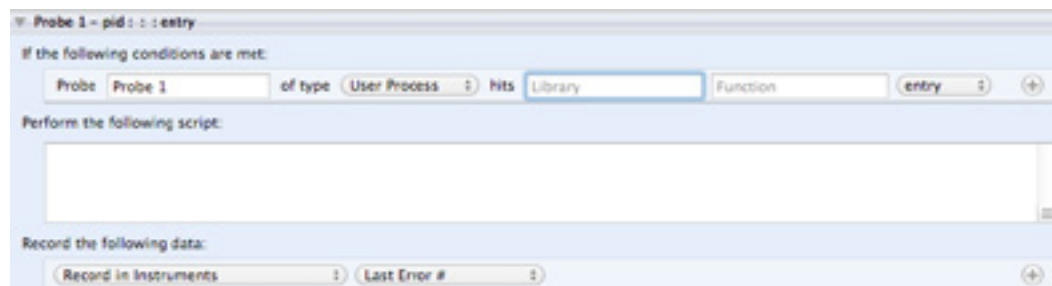 Probe 1 - pid : : : entry
If the following conditions are met:
Probe Probe 1 of type User Process hits Library Function entry
Perform the following script:
Record the following data:
Record in Instruments Last Error #